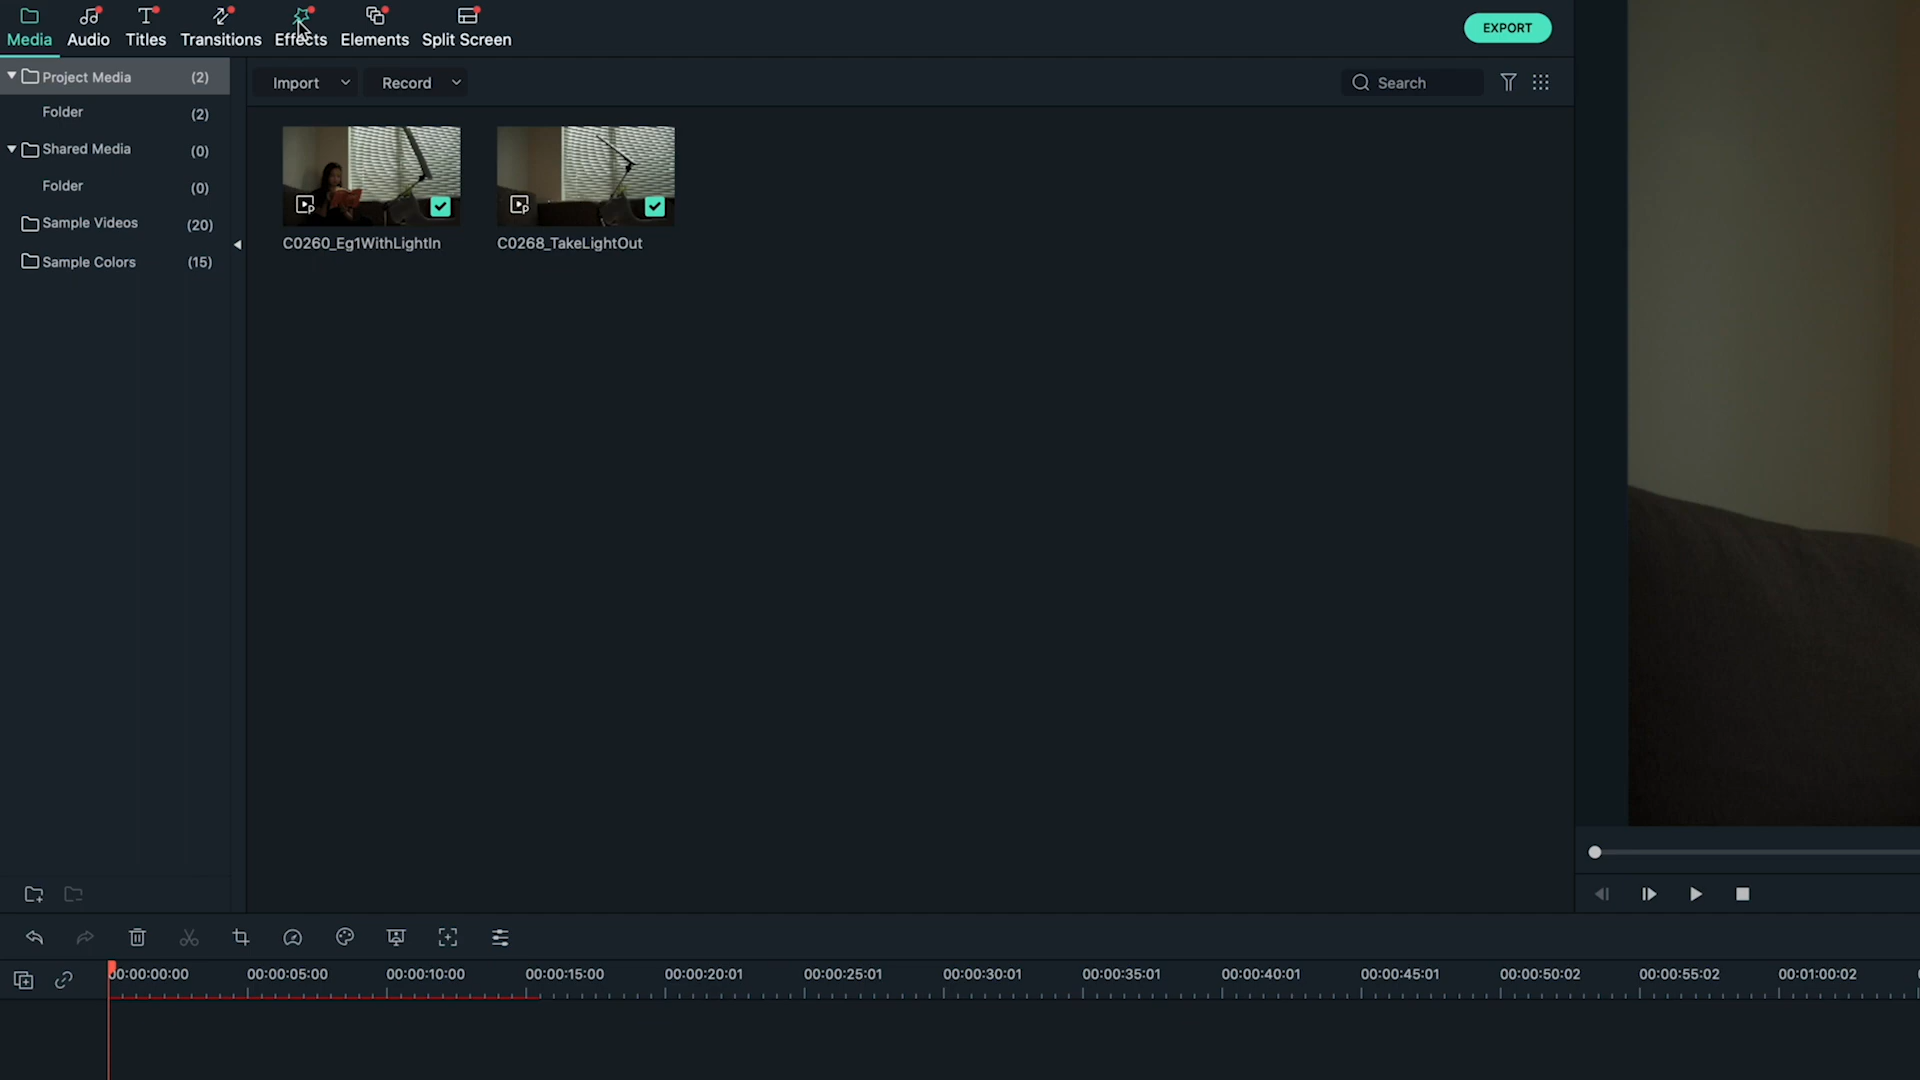 Media Audio Titles Transitions Effects Elements Split Screen EXPORT
Project Media (2)
Folder (2)
Shared Media (0)
Folder (0)
Sample Videos (20)
Sample Colors (15)
Import Record Search
C0260_Eg1WithLightIn C0268_TakeLightOut
00:00:00:00 00:00:05:00 00:00:10:00 00:00:15:00 00:00:20:01 00:00:25:01 00:00:30:01 00:00:35:01 00:00:40:01 00:00:45:01 00:00:50:02 00:00:55:02 00:01:00:02